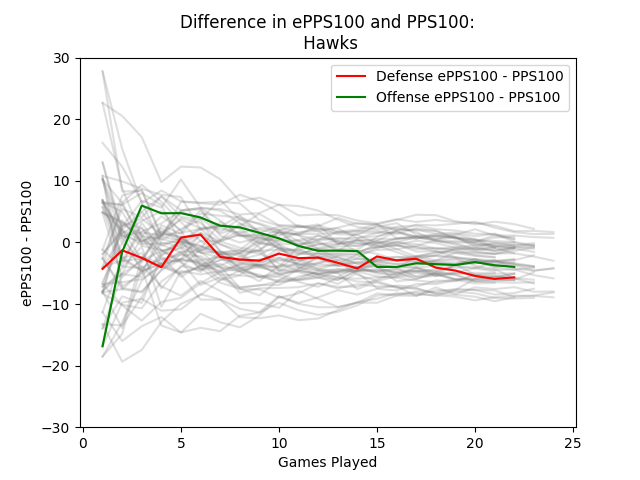 Difference in ePPS100 and PPS100:
Hawks
Defense ePPS100 - PPS100
Offense ePPS100 - PPS100
ePPS100 - PPS100
30
20
10
0
−10
−20
−30
0 5 10 15 20 25
Games Played